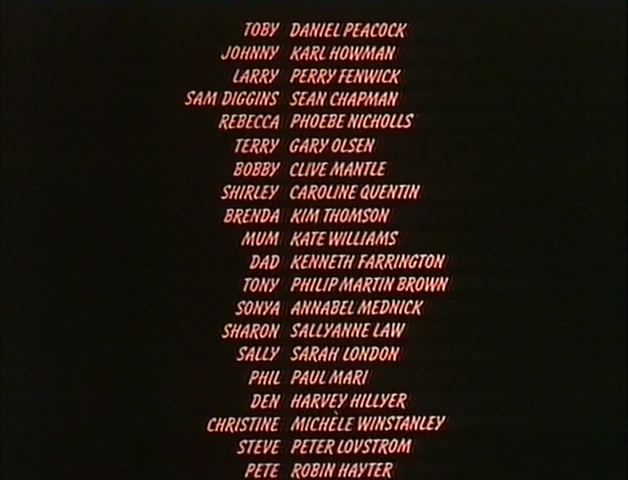 TOBY DANIEL PEACOCK
JOHNNY KARL HOWMAN
LARRY PERRY FENWICK
SAM DIGGINS SEAN CHAPMAN
REBECCA PHOEBE NICHOLLS
TERRY GARY OLSEN
BOBBY CLIVE MANTLE
SHIRLEY CAROLINE QUENTIN
BRENDA KIM THOMSON
MUM KATE WILLIAMS
DAD KENNETH FARRINGTON
TONY PHILIP MARTIN BROWN
SONYA ANNABEL MEDNICK
SHARON SALLYANNE LAW
SALLY SARAH LONDON
PHIL PAUL MARI
DEN HARVEY HILLYER
CHRISTINE MICHÈLE WINSTANLEY
STEVE PETER LOVSTROM
PETE ROBIN HAYTER